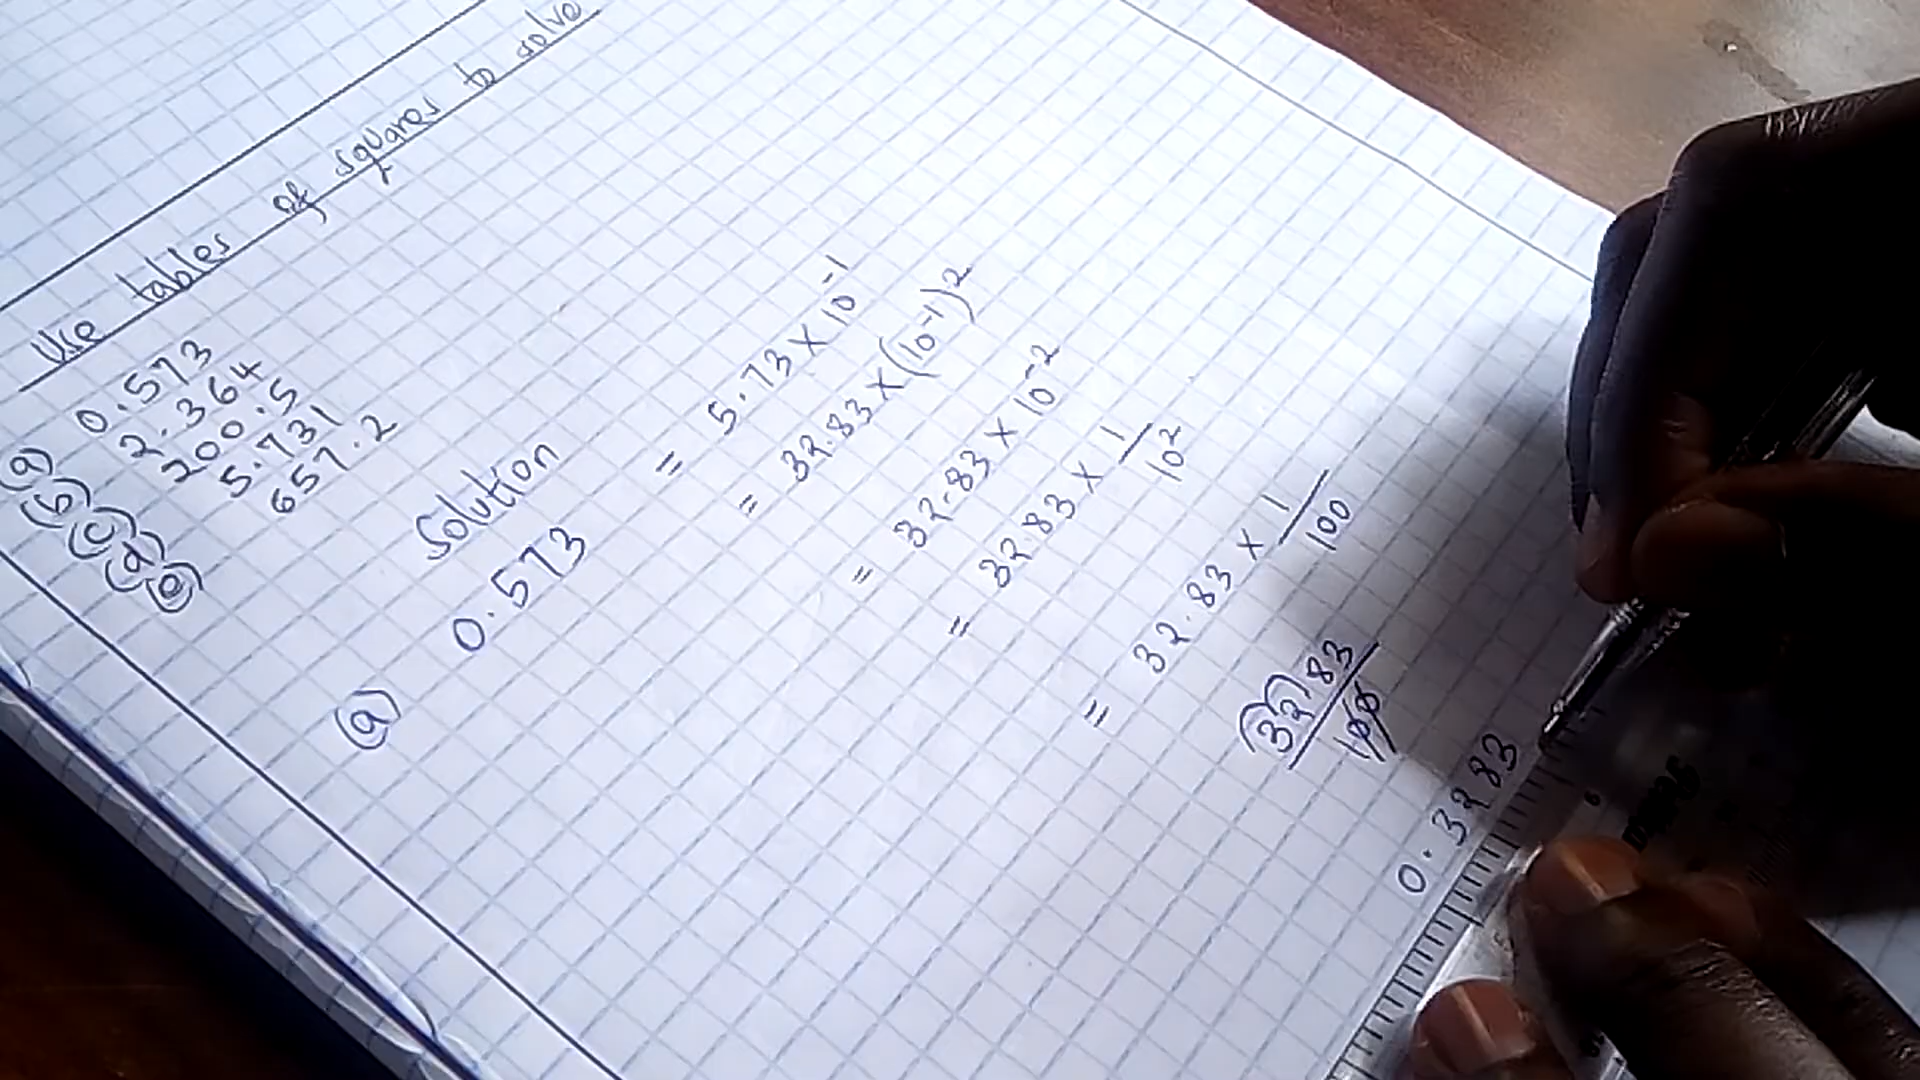 Use tables of squares to solve
(a) 0.573
(b) 2.364
(c) 200.5
(d) 5.731
(e) 657.2
Solution
(a) 0.573 = 5.73 × 10⁻¹
= 32.83 × (10⁻¹)2
= 32.83 × 10⁻²
= 32.83 × 1/10²
= 32.83 × 1/100
32.83/100
0.3283